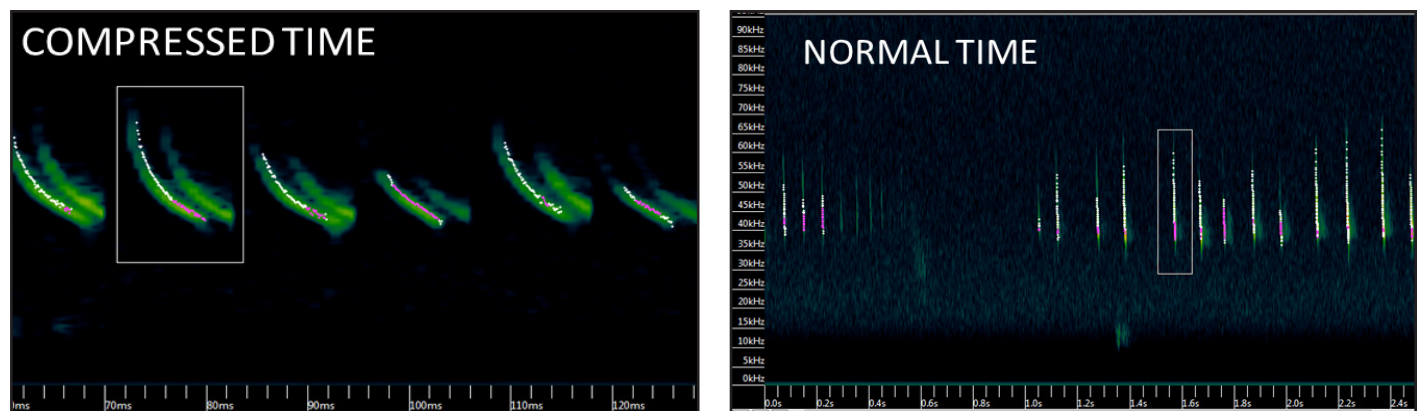 COMPRESSED TIME
70ms 80ms 90ms 100ms 110ms 120ms
NORMAL TIME
90kHz
85kHz
80kHz
75kHz
70kHz
65kHz
60kHz
55kHz
50kHz
45kHz
40kHz
35kHz
30kHz
25kHz
20kHz
15kHz
10kHz
5kHz
0kHz
0.0s 0.2s 0.4s 0.6s 0.8s 1.0s 1.2s 1.4s 1.6s 1.8s 2.0s 2.2s 2.4s